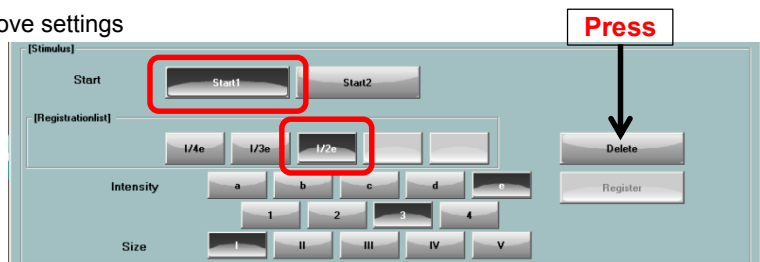 ove settings
Press
[Stimulus]
Start Start1 Start2
[Registrationlist]
I/4e I/3e I/2e Delete
Intensity a b c d e Register
1 2 3 4
Size I II III IV V